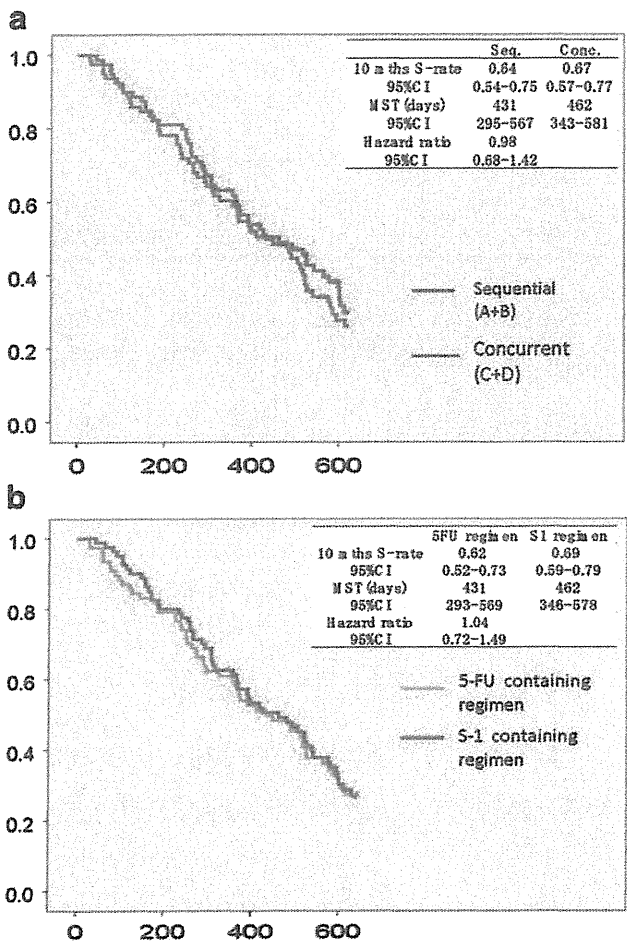 a
Seq. Conc.
10 mths S-rate 0.64 0.67
95%CI 0.54-0.75 0.57-0.77
MST(days) 431 462
95%CI 295-567 343-581
Hazard ratio 0.98
95%CI 0.68-1.42
1.0
0.8
0.6
0.4
0.2
0.0
Sequential
(A+B)
Concurrent
(C+D)
0 200 400 600
b
5FU regimen S1 regimen
10 mths S-rate 0.62 0.69
95%CI 0.52-0.73 0.59-0.79
MST(days) 431 462
95%CI 293-569 346-578
Hazard ratio 1.04
95%CI 0.72-1.49
1.0
0.8
0.6
0.4
0.2
0.0
5-FU containing
regimen
S-1 containing
regimen
0 200 400 600